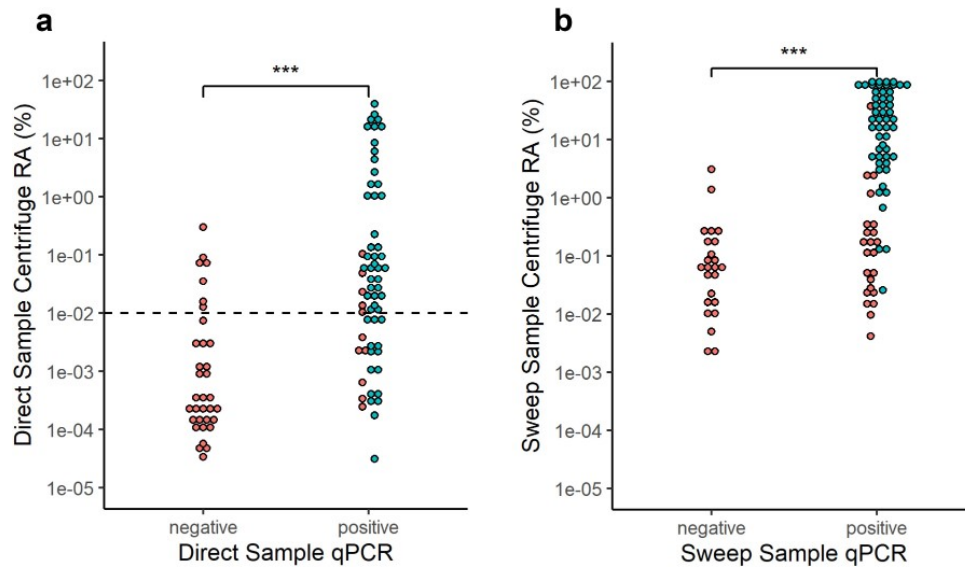 a
Direct Sample Centrifuge RA (%)
1e+02
1e+01
1e+00
1e-01
1e-02
1e-03
1e-04
1e-05
***
negative
positive
Direct Sample qPCR
b
Sweep Sample Centrifuge RA (%)
1e+02
1e+01
1e+00
1e-01
1e-02
1e-03
1e-04
1e-05
***
negative
positive
Sweep Sample qPCR